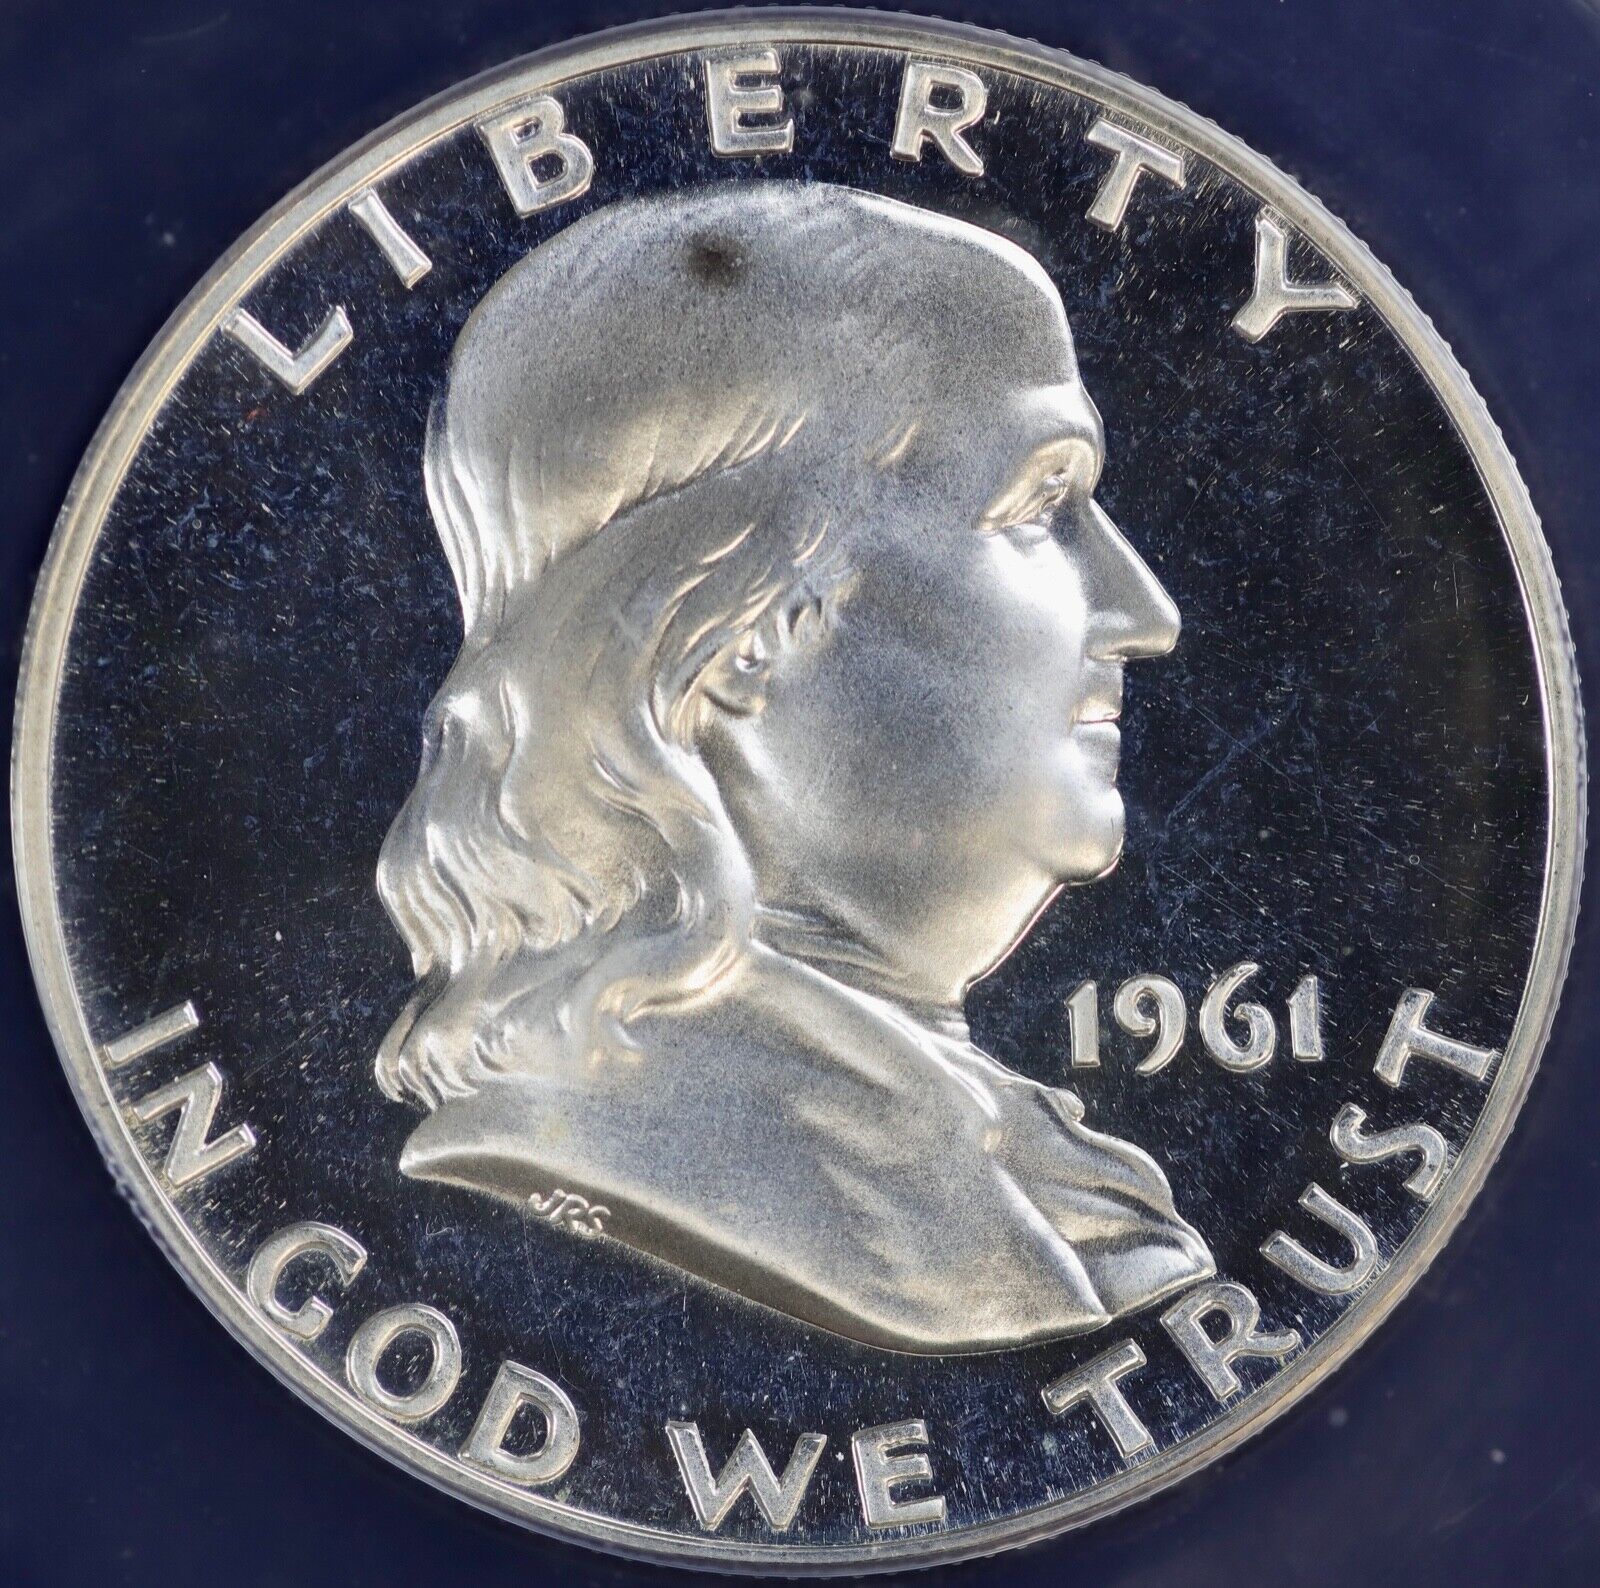 LIBERTY
1961
JRS
IN GOD WE TRUST